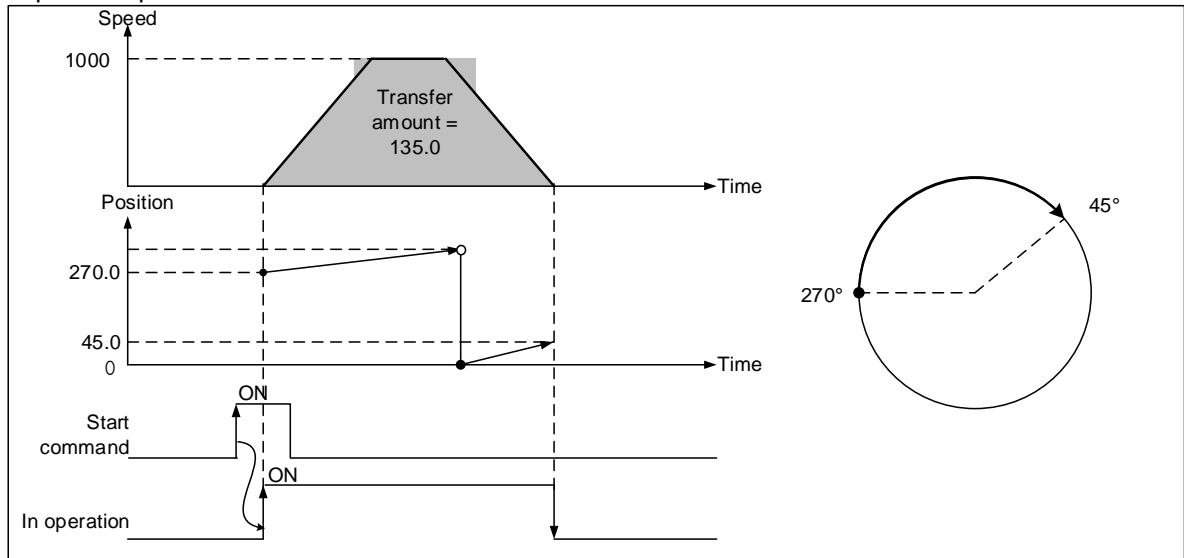 Speed
1000
Transfer
amount =
135.0
Time
Position
270.0
45.0
0
Time
ON
Start
command
ON
In operation
45°
270°